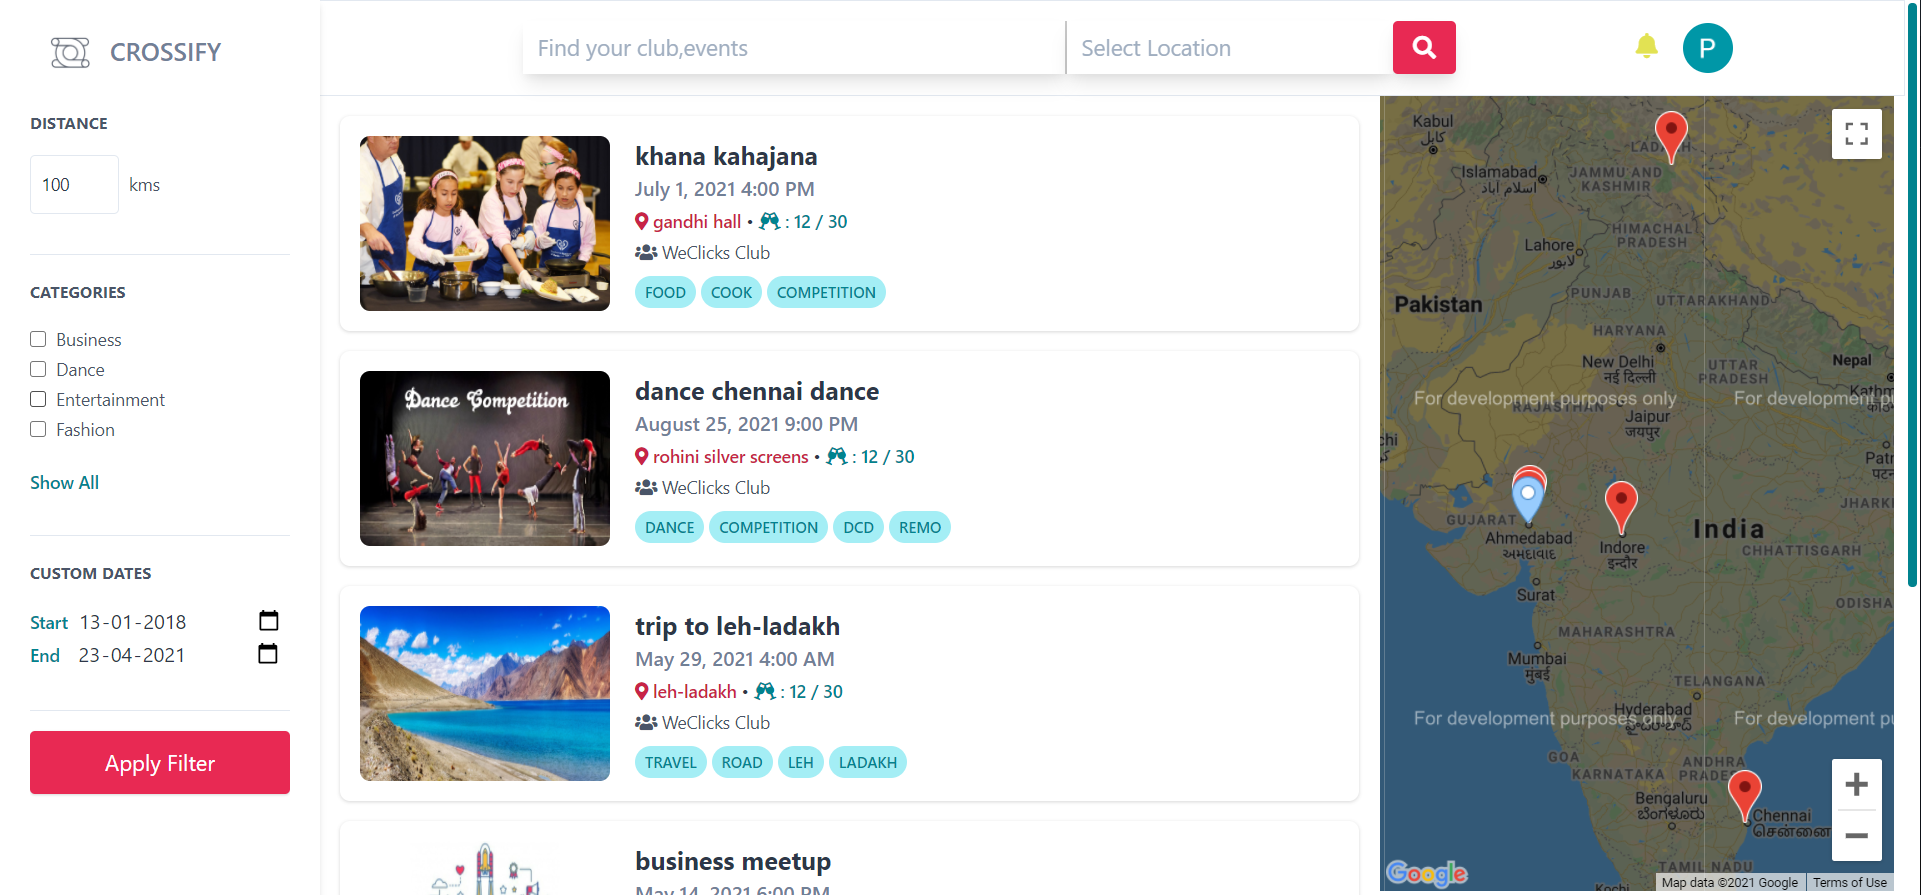 CROSSIFY
Find your club,events
Select Location
P
DISTANCE
100 kms
CATEGORIES
Business
Dance
Entertainment
Fashion
Show All
CUSTOM DATES
Start 13-01-2018
End 23-04-2021
Apply Filter
khana kahajana
July 1, 2021 4:00 PM
gandhi hall • : 12 / 30
WeClicks Club
FOOD COOK COMPETITION
Dance Competition
dance chennai dance
August 25, 2021 9:00 PM
rohini silver screens • : 12 / 30
WeClicks Club
DANCE COMPETITION DCD REMO
trip to leh-ladakh
May 29, 2021 4:00 AM
leh-ladakh • : 12 / 30
WeClicks Club
TRAVEL ROAD LEH LADAKH
business meetup
May 14, 2021 6:00 PM
Kabul
کابل
LADAKH
Islamabad
اسلام آباد
JAMMU AND
KASHMIR
HIMACHAL
PRADESH
Lahore
لاہور
PUNJAB
UTTARAKHAND
Pakistan
HARYANA
New Delhi
नई दिल्ली
UTTAR
PRADESH
Nepal
For development purposes only
RAJASTHAN
Jaipur
जयपुर
GUJARAT
Ahmedabad
અમદાવાદ
Indore
इन्दौर
India
CHHATTISGARH
Surat
ODISHA
MAHARASHTRA
Mumbai
मुंबई
TELANGANA
Hyderabad
For development purposes only
GOA
KARNATAKA
ANDHRA
PRADESH
Bengaluru
ಬೆಂಗಳೂರು
Chennai
சென்னை
TAMIL NADU
Kochi
Google
Map data ©2021 Google
Terms of Use